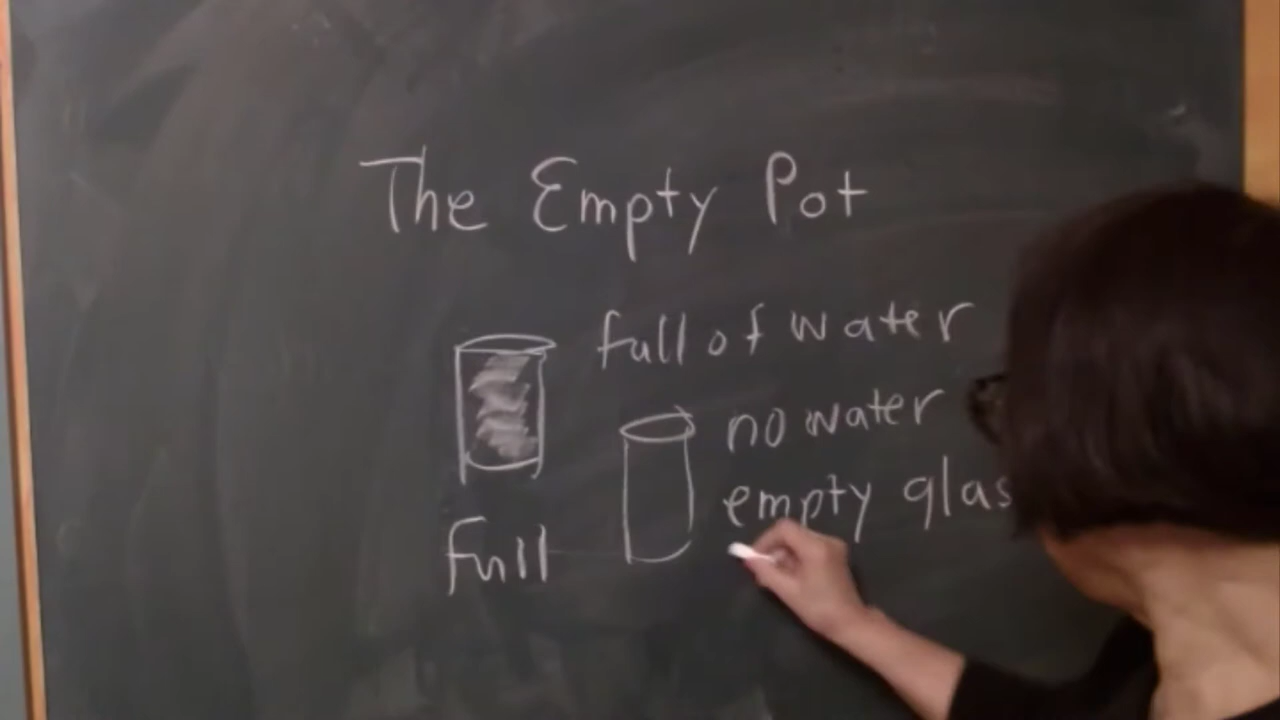 The Empty Pot
full of water
no water
empty glas
full